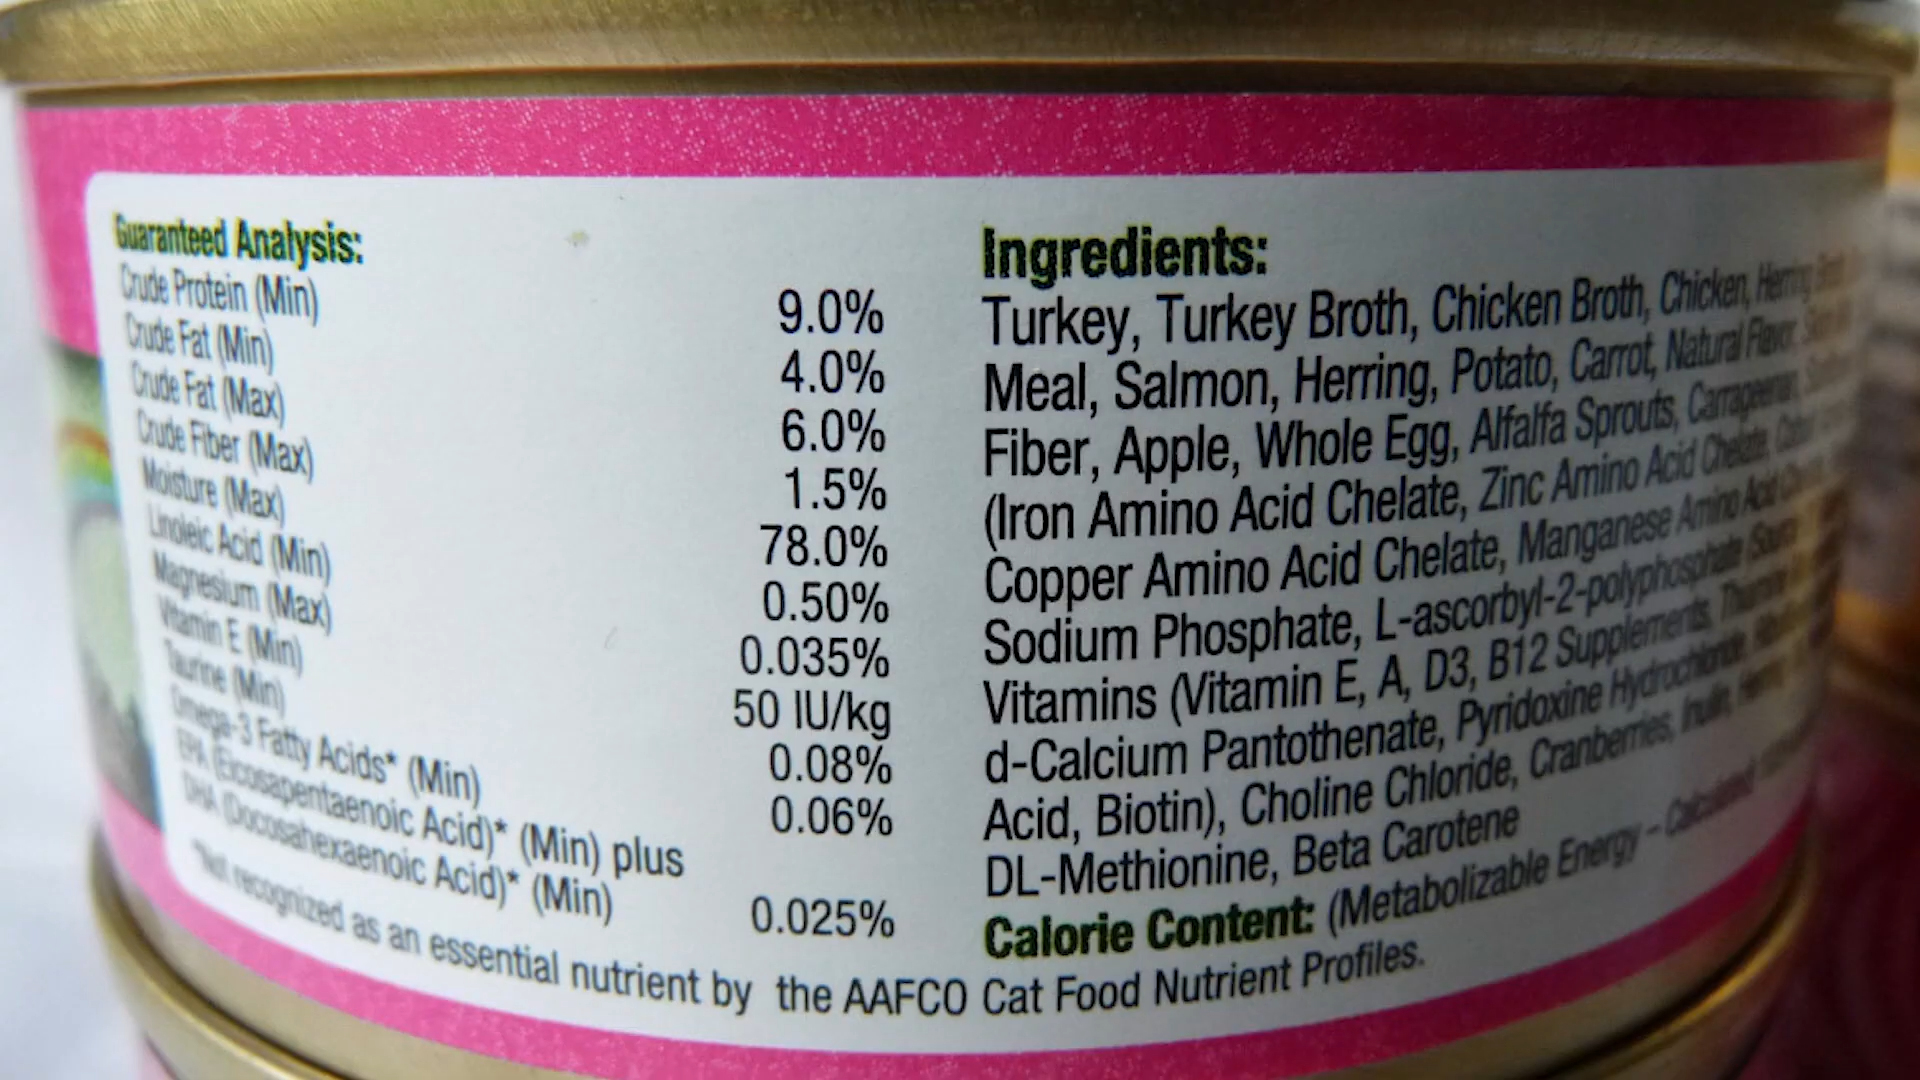 Guaranteed Analysis:
Crude Protein (Min) 9.0%
Crude Fat (Min) 4.0%
Crude Fat (Max) 6.0%
Crude Fiber (Max) 1.5%
Moisture (Max) 78.0%
Linoleic Acid (Min) 0.50%
Magnesium (Max) 0.035%
Vitamin E (Min) 50 IU/kg
Taurine (Min) 0.08%
Omega-3 Fatty Acids* (Min) 0.06%
EPA (Eicosapentaenoic Acid)* (Min) plus
DHA (Docosahexaenoic Acid)* (Min) 0.025%
*Not recognized as an essential nutrient by the AAFCO Cat Food Nutrient Profiles.
Ingredients:
Turkey, Turkey Broth, Chicken Broth, Chicken, Herring
Meal, Salmon, Herring, Potato, Carrot, Natural Flavor,
Fiber, Apple, Whole Egg, Alfalfa Sprouts, Carrageenan,
(Iron Amino Acid Chelate, Zinc Amino Acid Chelate,
Copper Amino Acid Chelate, Manganese Amino Acid
Sodium Phosphate, L-ascorbyl-2-polyphosphate
Vitamins (Vitamin E, A, D3, B12 Supplements,
d-Calcium Pantothenate, Pyridoxine Hydrochloride,
Acid, Biotin), Choline Chloride, Cranberries, Inulin,
DL-Methionine, Beta Carotene
Calorie Content: (Metabolizable Energy – Calculated